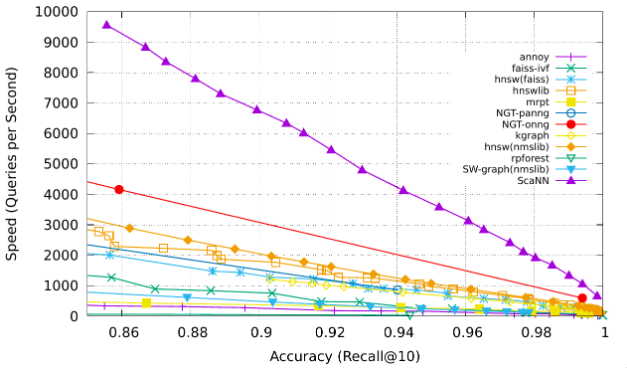 10000
9000
8000
7000
6000
5000
4000
3000
2000
1000
0
Speed (Queries per Second)
annoy
faiss-ivf
hnsw(faiss)
hnswlib
mrpt
NGT-panng
NGT-onng
kgraph
hnsw(nmslib)
rpforest
SW-graph(nmslib)
ScaNN
0.86 0.88 0.9 0.92 0.94 0.96 0.98 1
Accuracy (Recall@10)